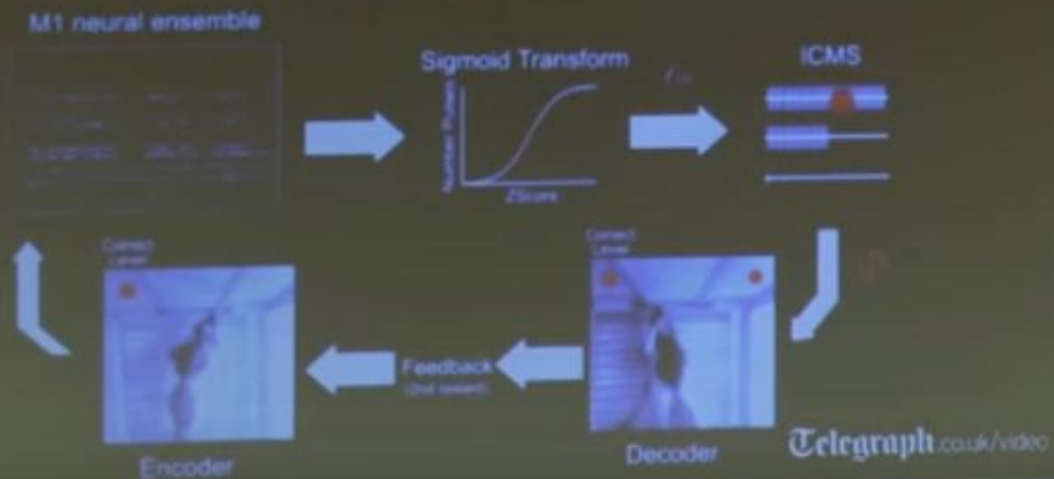 M1 neural ensemble
Sigmoid Transform
Number Pulses
ZScore
ICMS
Correct
Lever
Encoder
Feedback
(2nd reward)
Correct
Lever
Decoder
Telegraph.co.uk/video